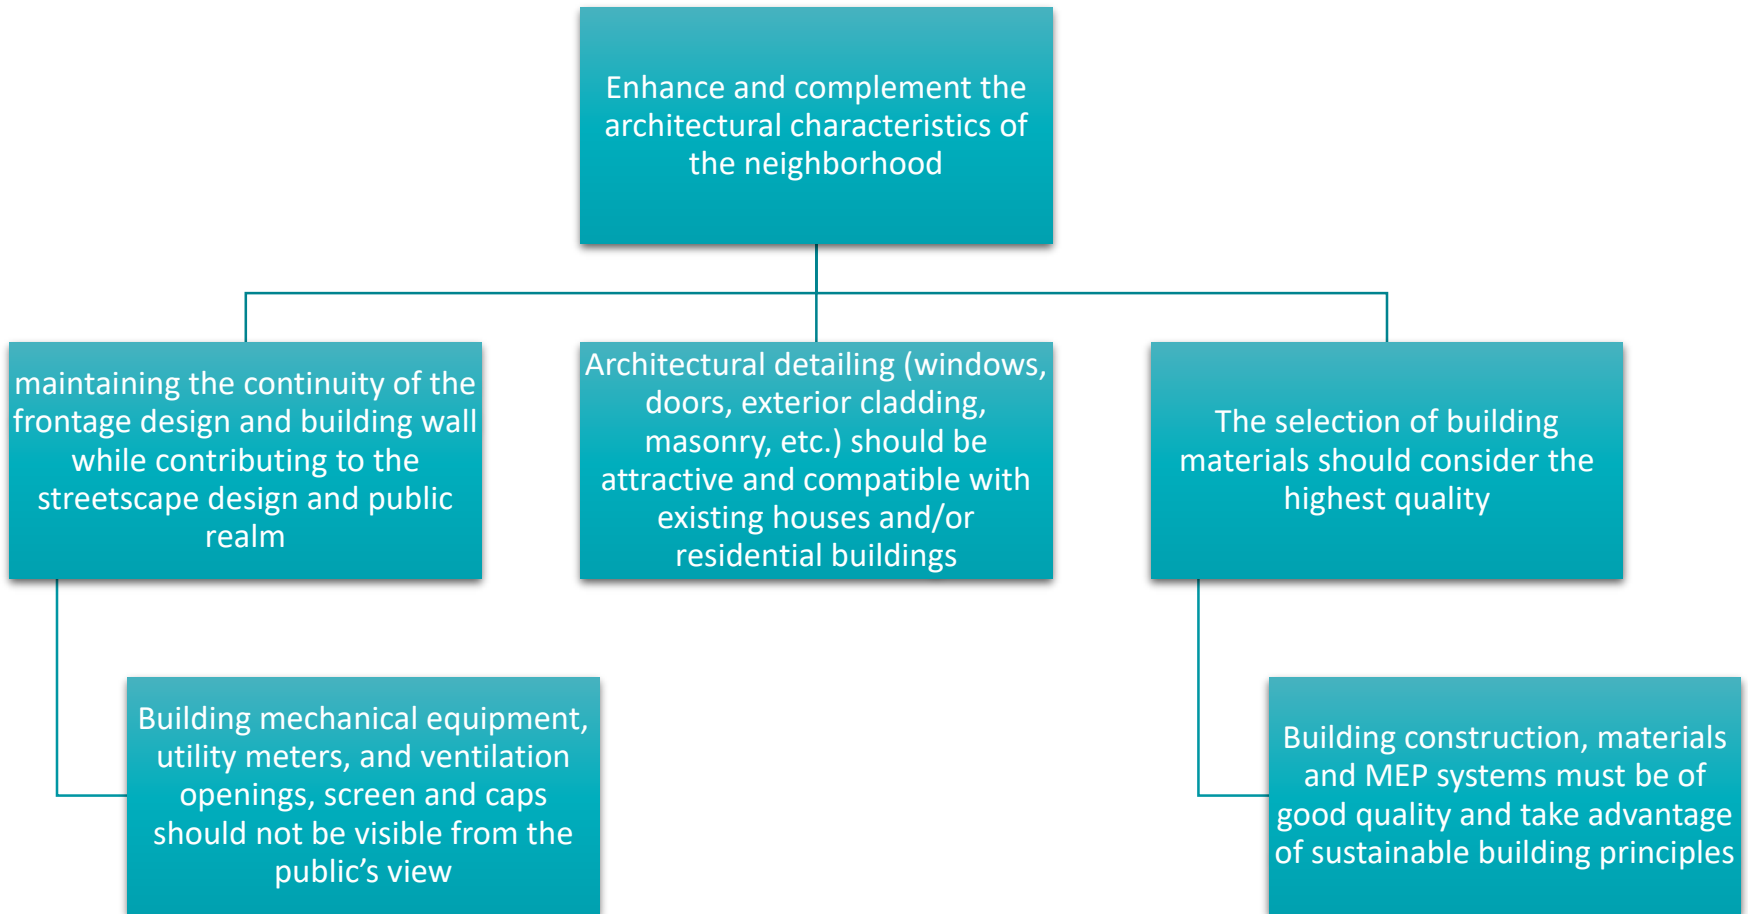 Enhance and complement the
architectural characteristics of
the neighborhood
maintaining the continuity of the
frontage design and building wall
while contributing to the
streetscape design and public
realm
Architectural detailing (windows,
doors, exterior cladding,
masonry, etc.) should be
attractive and compatible with
existing houses and/or
residential buildings
The selection of building
materials should consider the
highest quality
Building mechanical equipment,
utility meters, and ventilation
openings, screen and caps
should not be visible from the
public’s view
Building construction, materials
and MEP systems must be of
good quality and take advantage
of sustainable building principles